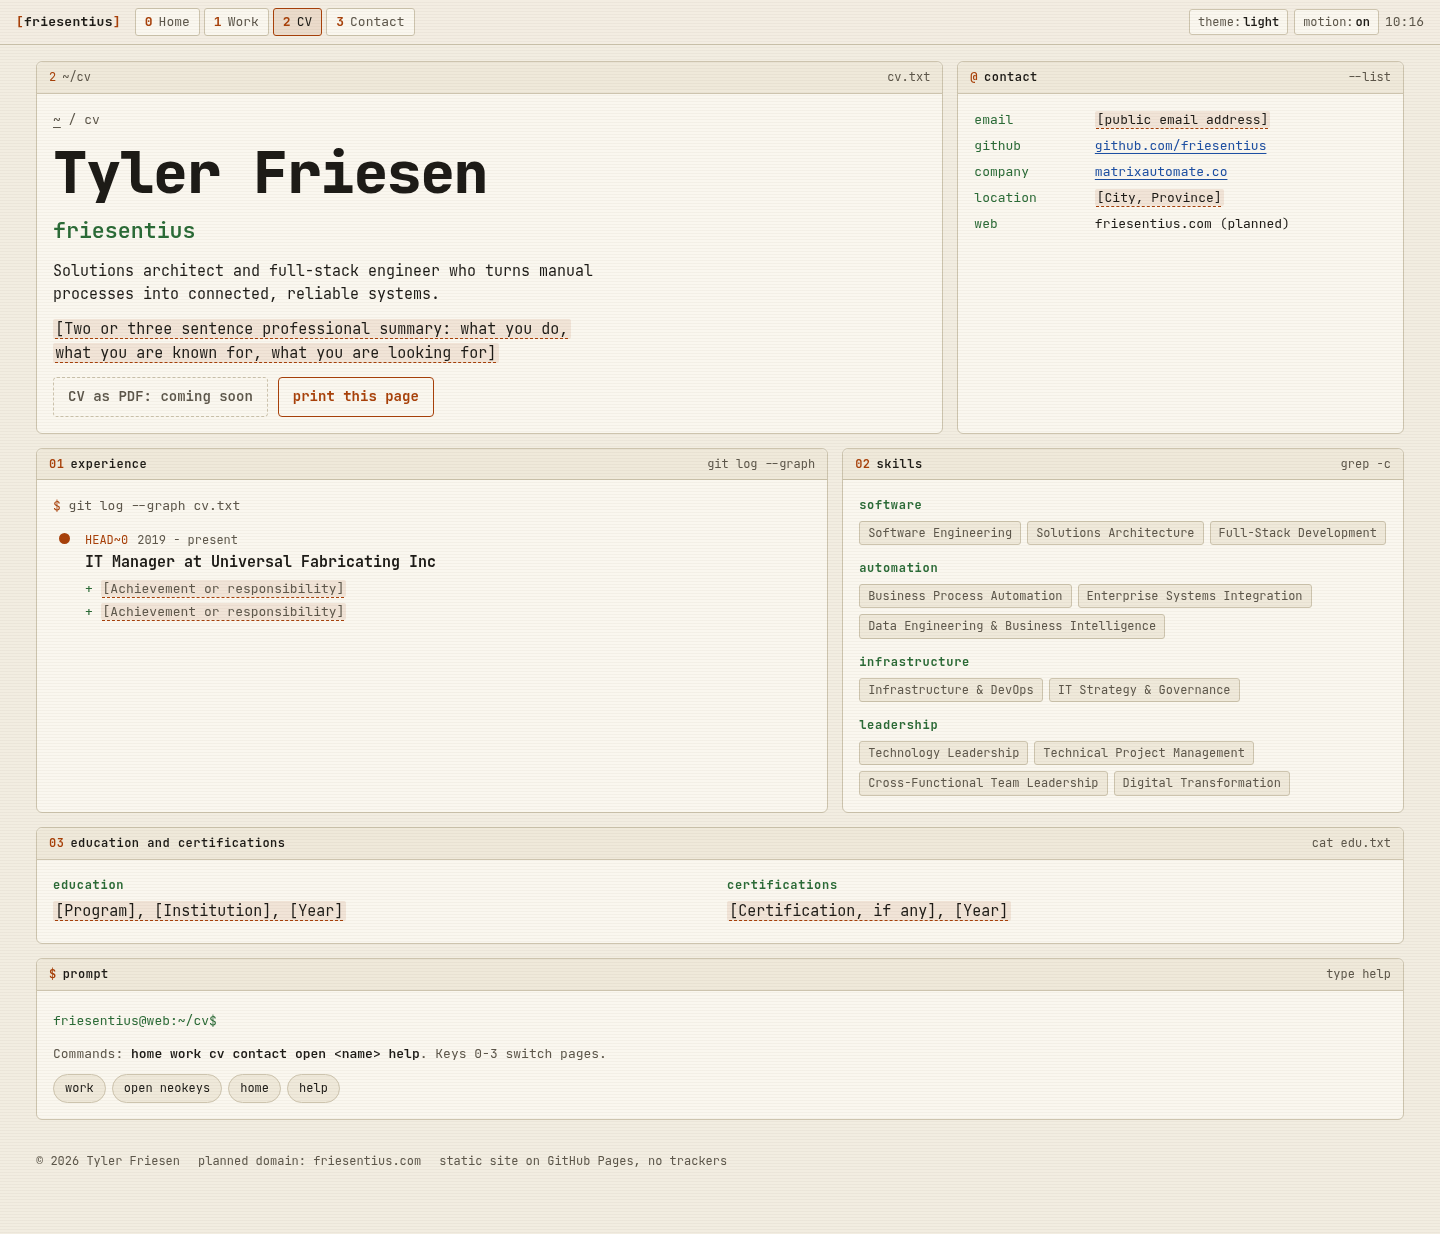 [friesentius] 0 Home 1 Work 2 CV 3 Contact theme: light motion: on 10:16
2 ~/cv cv.txt
~ / cv
Tyler Friesen
friesentius
Solutions architect and full-stack engineer who turns manual
processes into connected, reliable systems.
[Two or three sentence professional summary: what you do,
what you are known for, what you are looking for]
CV as PDF: coming soon print this page
@ contact --list
email [public email address]
github github.com/friesentius
company matrixautomate.co
location [City, Province]
web friesentius.com (planned)
01 experience git log --graph
$ git log --graph cv.txt
HEAD~0 2019 - present
IT Manager at Universal Fabricating Inc
+ [Achievement or responsibility]
+ [Achievement or responsibility]
02 skills grep -c
software
Software Engineering Solutions Architecture Full-Stack Development
automation
Business Process Automation Enterprise Systems Integration
Data Engineering & Business Intelligence
infrastructure
Infrastructure & DevOps IT Strategy & Governance
leadership
Technology Leadership Technical Project Management
Cross-Functional Team Leadership Digital Transformation
03 education and certifications cat edu.txt
education
[Program], [Institution], [Year]
certifications
[Certification, if any], [Year]
$ prompt type help
friesentius@web:~/cv$
Commands: home work cv contact open <name> help. Keys 0-3 switch pages.
work open neokeys home help
© 2026 Tyler Friesen planned domain: friesentius.com static site on GitHub Pages, no trackers